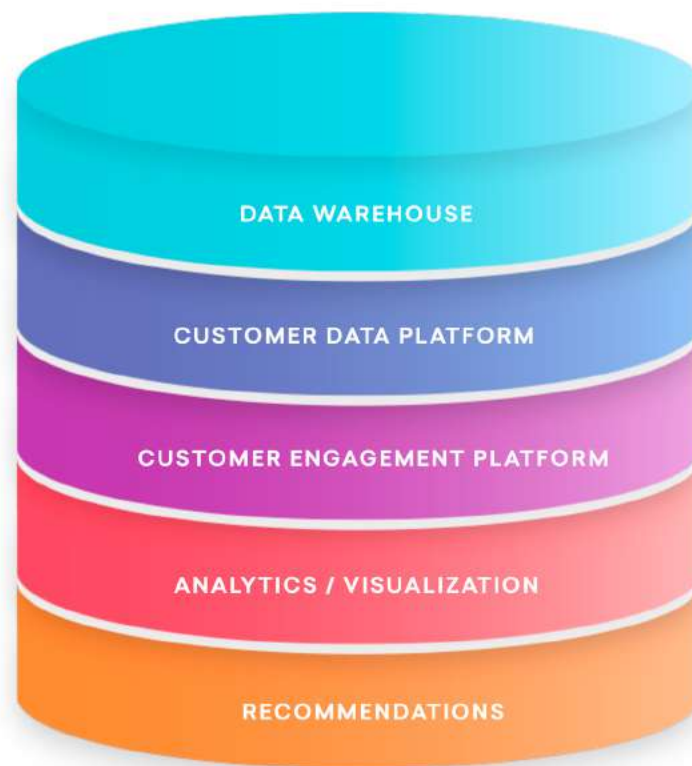 DATA WAREHOUSE
CUSTOMER DATA PLATFORM
CUSTOMER ENGAGEMENT PLATFORM
ANALYTICS / VISUALIZATION
RECOMMENDATIONS